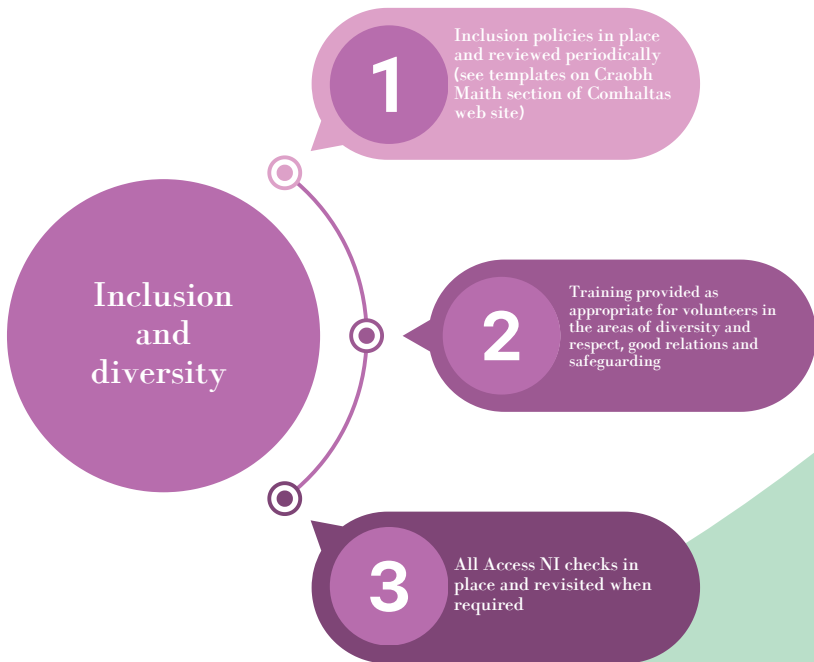 Inclusion
and
diversity
1
Inclusion policies in place
and reviewed periodically
(see templates on Craobh
Maith section of Comhaltas
web site)
2
Training provided as
appropriate for volunteers in
the areas of diversity and
respect, good relations and
safeguarding
3
All Access NI checks in
place and revisited when
required